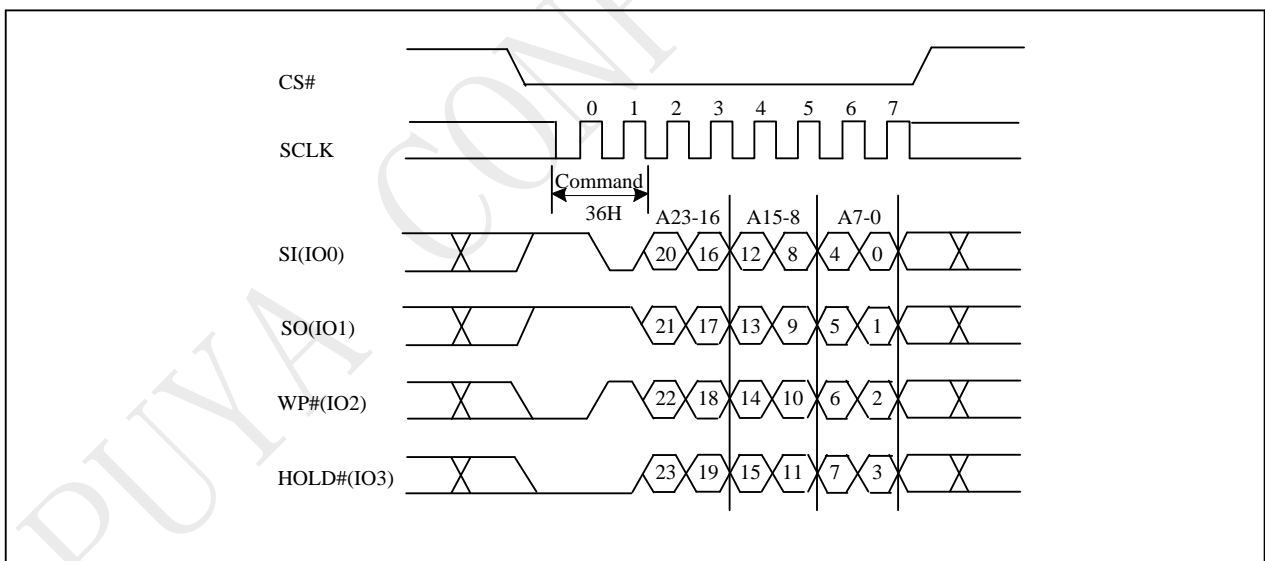 PUYA CONF
CS#
0 1 2 3 4 5 6 7
SCLK
Command
36H
A23-16 A15-8 A7-0
SI(IO0) 20 16 12 8 4 0
SO(IO1) 21 17 13 9 5 1
WP#(IO2) 22 18 14 10 6 2
HOLD#(IO3) 23 19 15 11 7 3